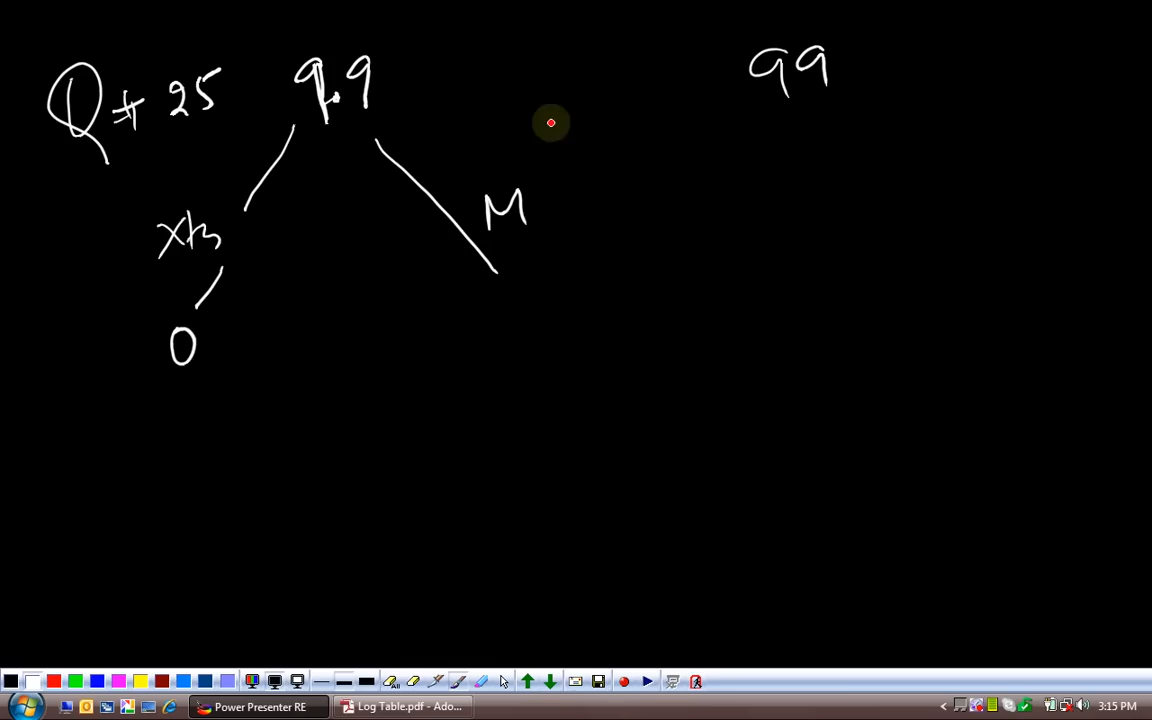 Q # 25 9.9 99
M
0
Power Presenter RE
Log Table.pdf - Ado...
3:15 PM